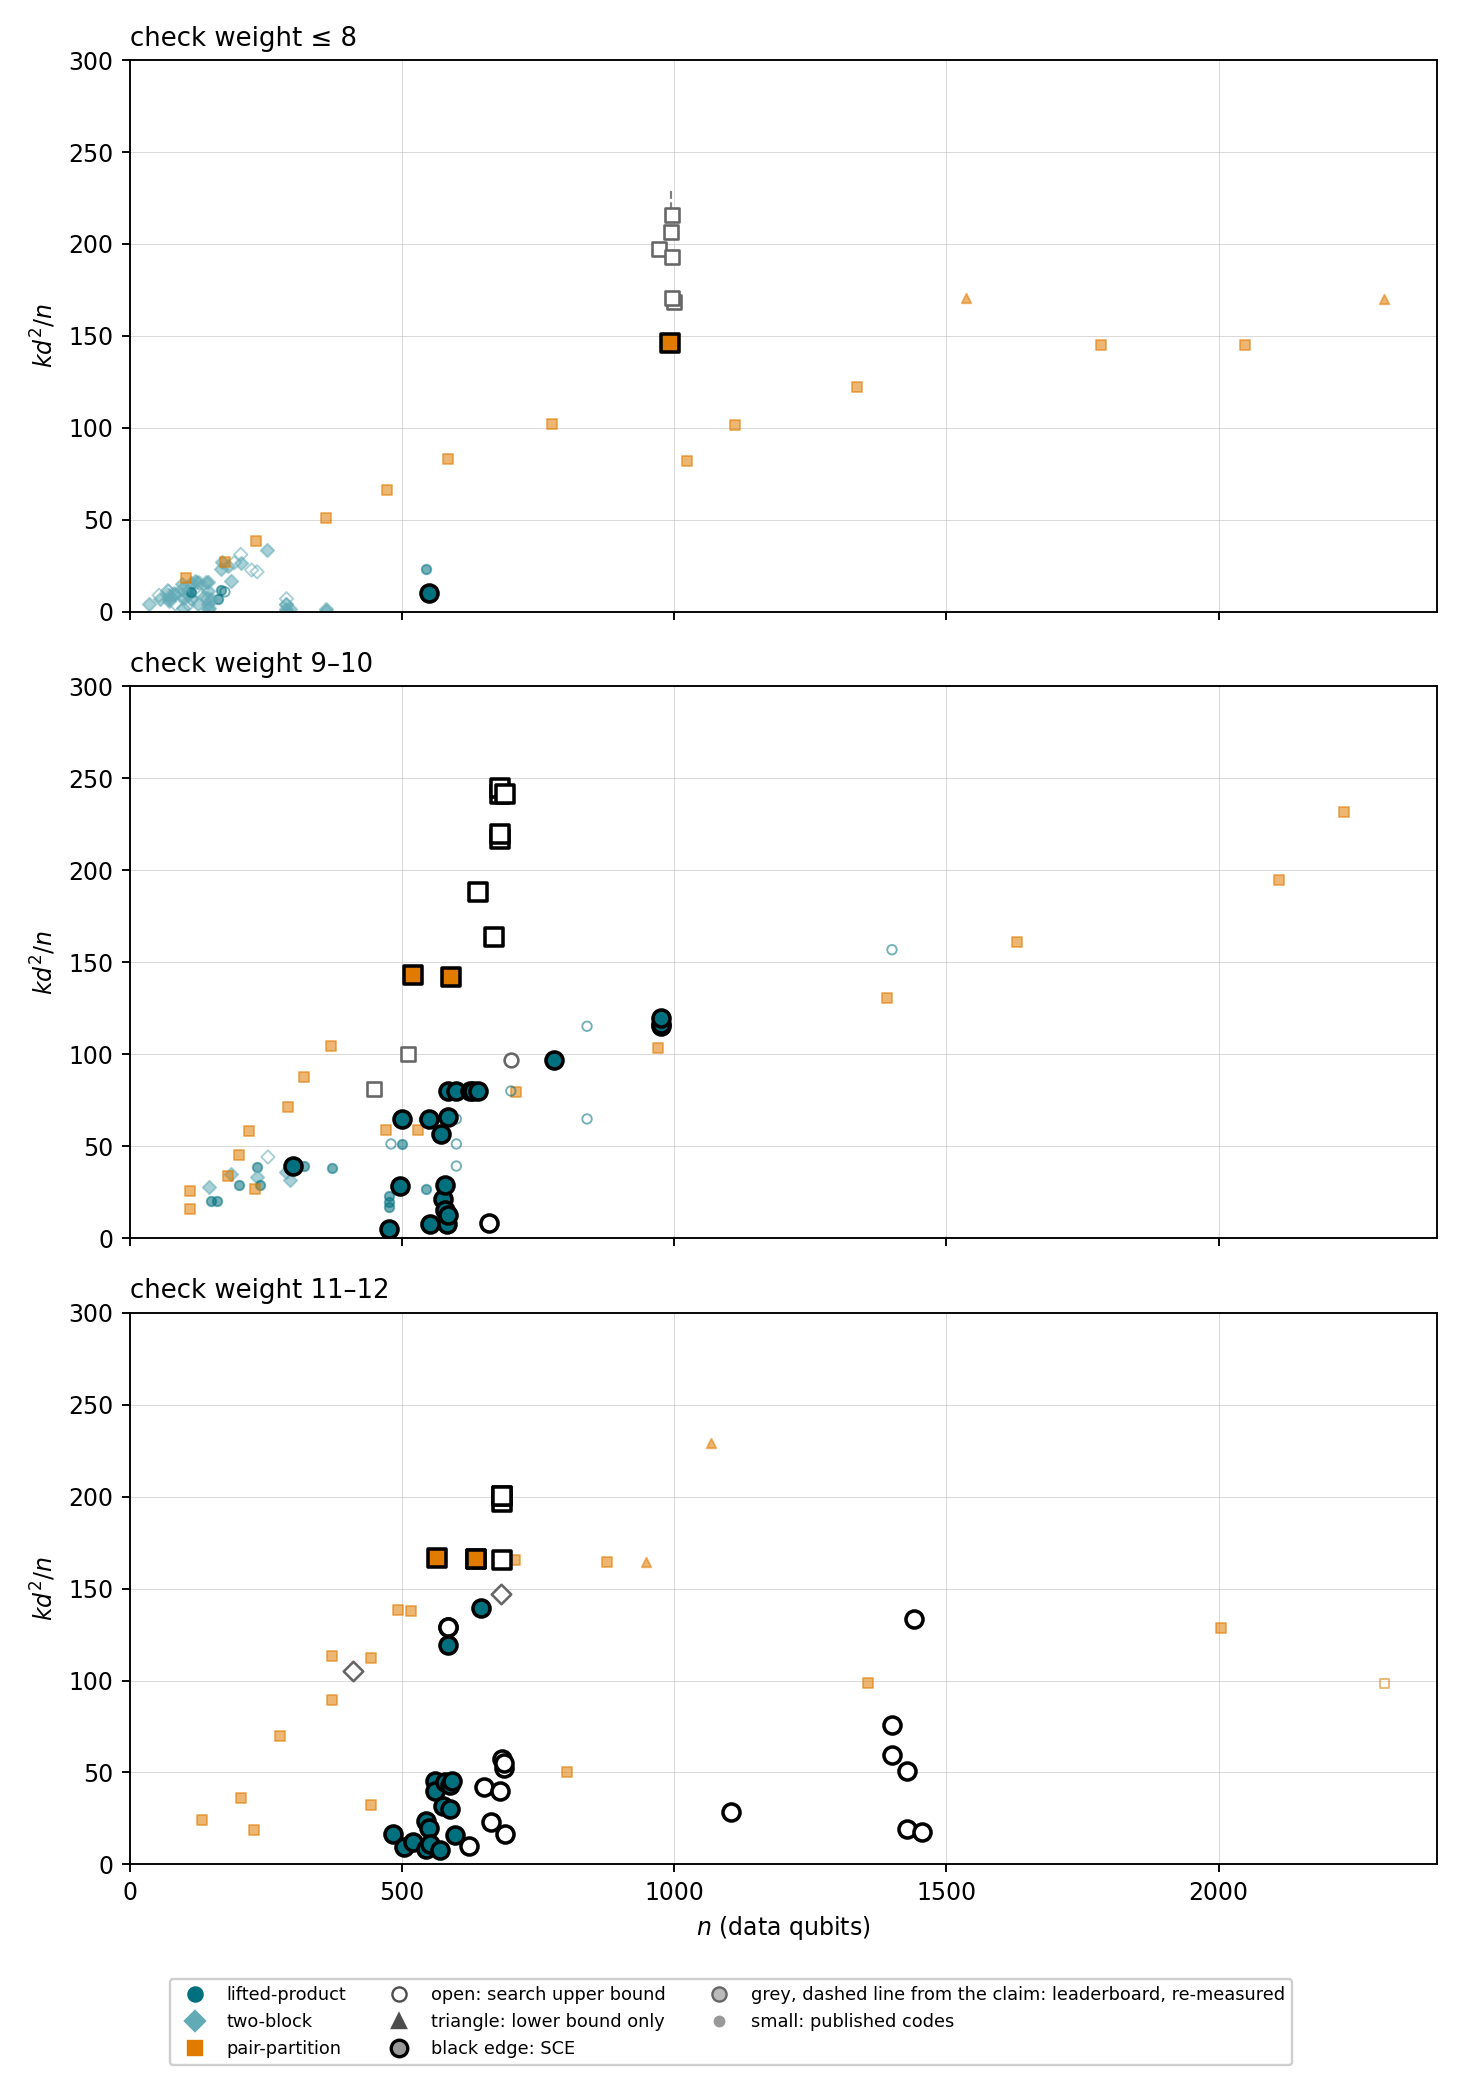 check weight ≤ 8
300
250
200
150
100
50
0
kd²/n
check weight 9–10
300
250
200
150
100
50
0
kd²/n
check weight 11–12
300
250
200
150
100
50
0
kd²/n
0 500 1000 1500 2000
n (data qubits)
lifted-product open: search upper bound grey, dashed line from the claim: leaderboard, re-measured
two-block triangle: lower bound only small: published codes
pair-partition black edge: SCE